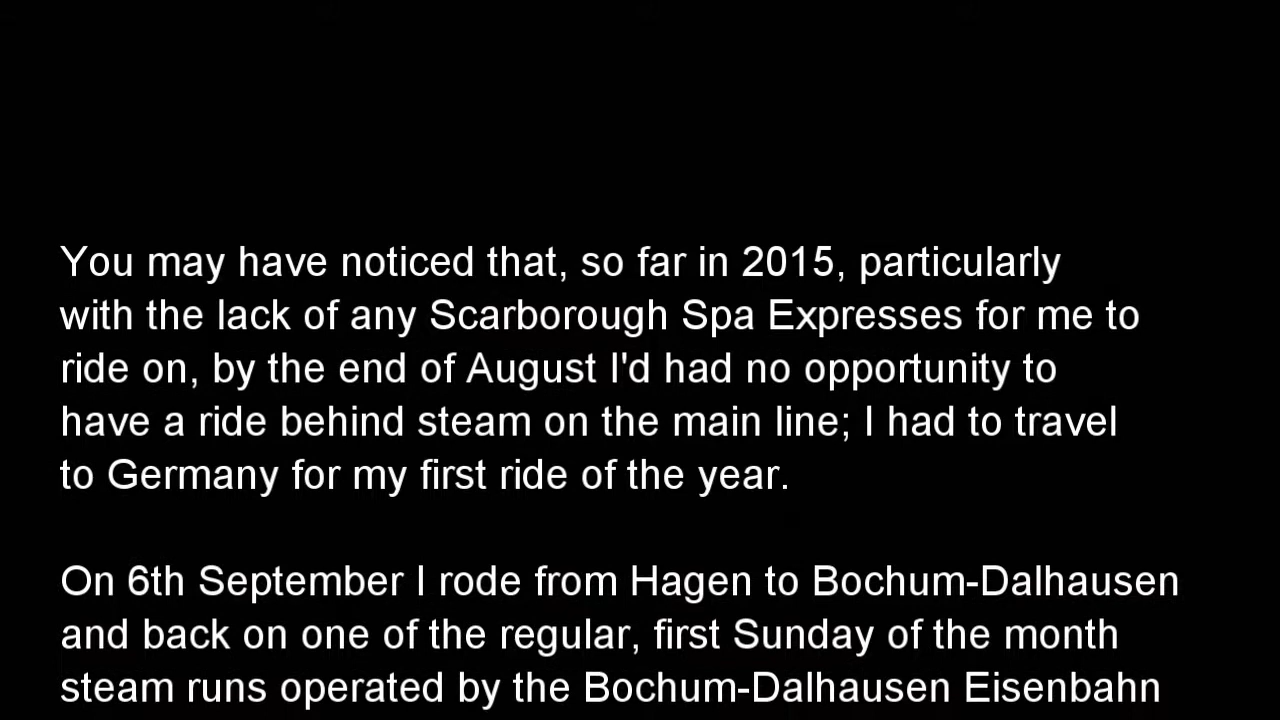 You may have noticed that, so far in 2015, particularly
with the lack of any Scarborough Spa Expresses for me to
ride on, by the end of August I'd had no opportunity to
have a ride behind steam on the main line; I had to travel
to Germany for my first ride of the year.
On 6th September I rode from Hagen to Bochum-Dalhausen
and back on one of the regular, first Sunday of the month
steam runs operated by the Bochum-Dalhausen Eisenbahn